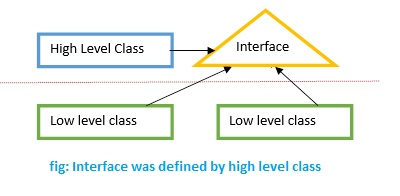 High Level Class
Interface
Low level class
Low level class
fig: Interface was defined by high level class